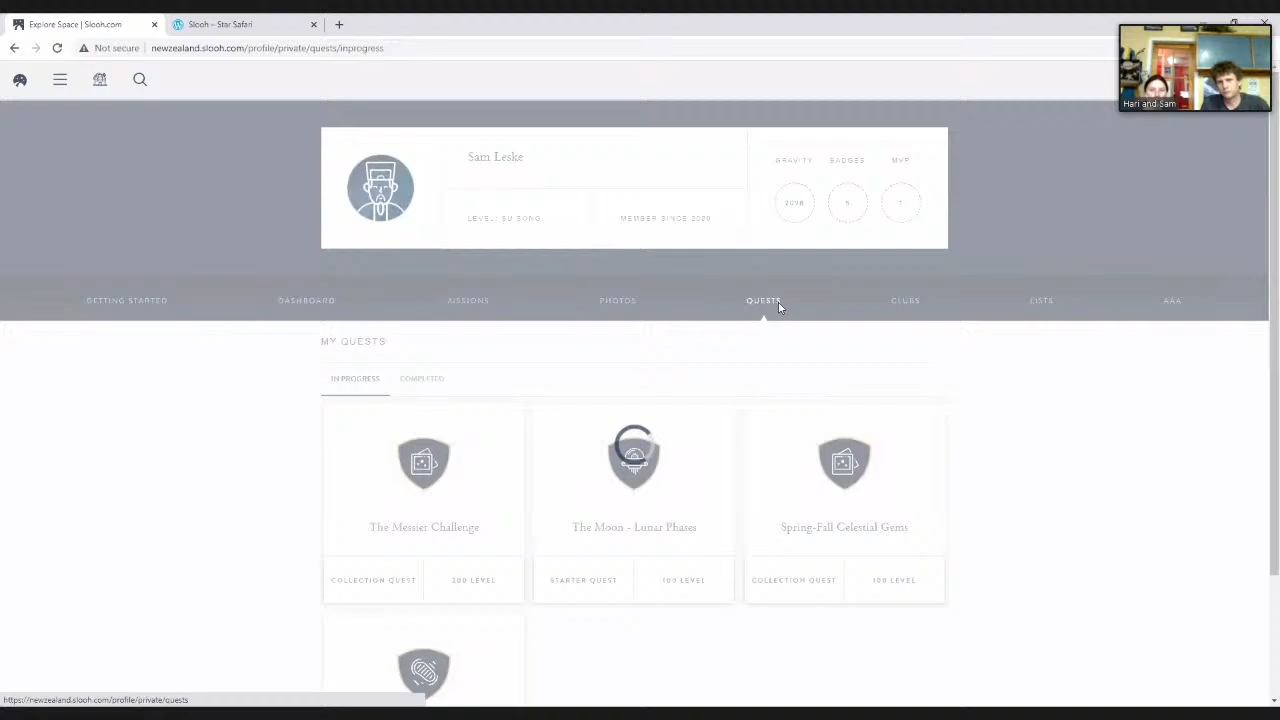 Explore Space | Slooh.com
Slooh – Star Safari
Not secure
newzealand.slooh.com/profile/private/quests/inprogress
Hari and Sam
Sam Leske
GRAVITY BADGES MVP
2098 5 1
LEVEL: SU SONG
MEMBER SINCE 2020
GETTING STARTED DASHBOARD MISSIONS PHOTOS QUESTS CLUBS LISTS AAA
MY QUESTS
IN PROGRESS COMPLETED
The Messier Challenge
The Moon - Lunar Phases
Spring-Fall Celestial Gems
COLLECTION QUEST 200 LEVEL
STARTER QUEST 100 LEVEL
COLLECTION QUEST 100 LEVEL
https://newzealand.slooh.com/profile/private/quests